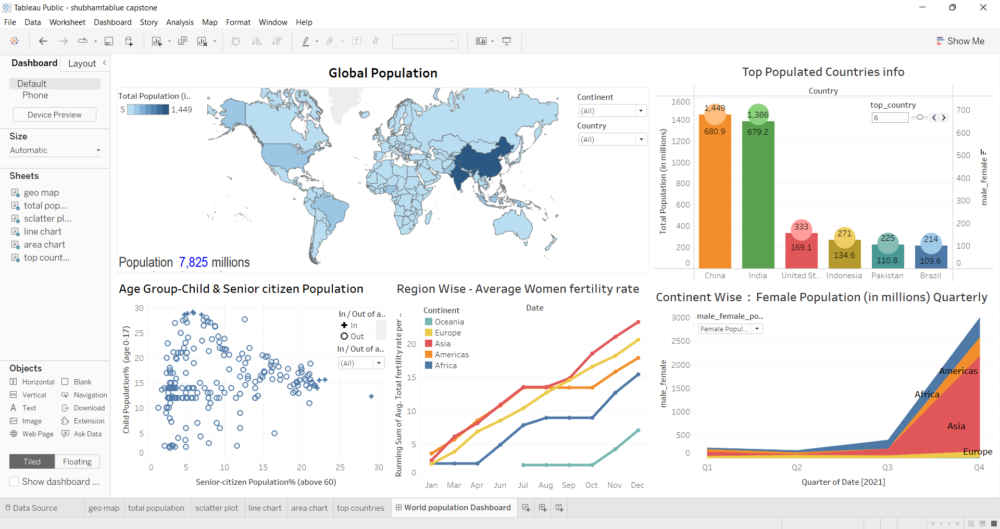 Tableau Public - shubhamtablue capstone
File Data Worksheet Dashboard Story Analysis Map Format Window Help
Show Me
Dashboard Layout
Default
Phone
Device Preview
Size
Automatic
Sheets
geo map
total pop...
sclatter pl...
line chart
area chart
top count...
Objects
Horizontal Blank
Vertical Navigation
A Text Download
Image Extension
Web Page Ask Data
Tiled Floating
Show dashboard ...
Global Population
Total Population (i..
5 1,449
Continent
(All)
Country
(All)
Population 7,825 millions
Top Populated Countries info
Country
top_country
6
Total Population (in millions)
1600
1400
1200
1000
800
600
400
200
0
1,449
680.9
1,386
679.2
333
169.1
271
134.6
225
110.8
214
109.6
700
600
500
400
300
200
100
0
male_female
China India United St.. Indonesia Pakistan Brazil
Age Group-Child & Senior citizen Population
Child Population% (age 0-17)
30
25
20
15
10
5
0
In / Out of a..
In
Out
In / Out of a..
(All)
0 5 10 15 20 25 30
Senior-citizen Population% (above 60)
Region Wise - Average Women fertility rate
Date
Continent
Oceania
Europe
Asia
Americas
Africa
Running Sum of Avg. Total fertility rate per ..
20
15
10
5
0
Jan Mar Apr Jun Jul Aug Sep Oct Nov Dec
Continent Wise : Female Population (in millions) Quarterly
male_female_po..
Female Popul...
male_female
3000
2500
2000
1500
1000
500
0
Americas
Africa
Asia
Europe
Q1 Q2 Q3 Q4
Quarter of Date [2021]
Data Source geo map total population sclatter plot line chart area chart top countries World population Dashboard